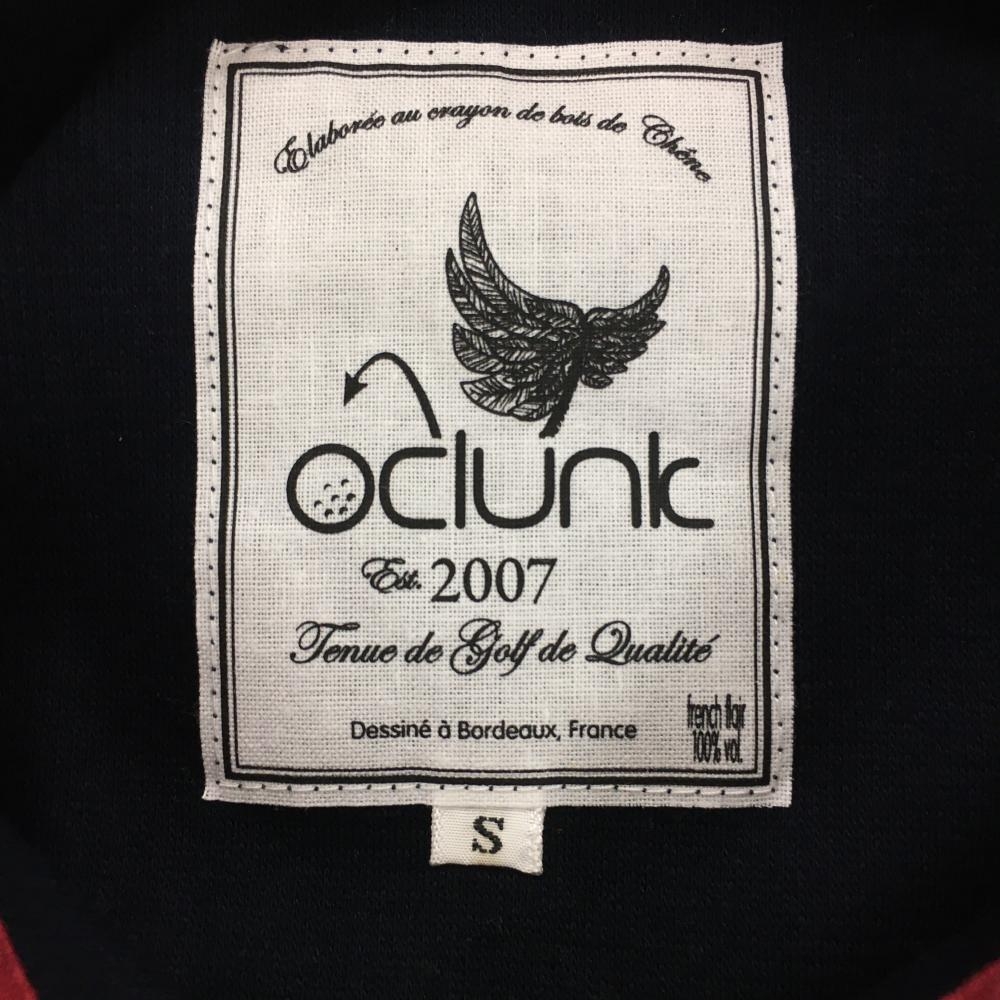 Elaborée au crayon de bois de Chêne
oclunk
Est. 2007
Tenue de Golf de Qualité
Dessiné à Bordeaux, France
french flair
100% vol.
S